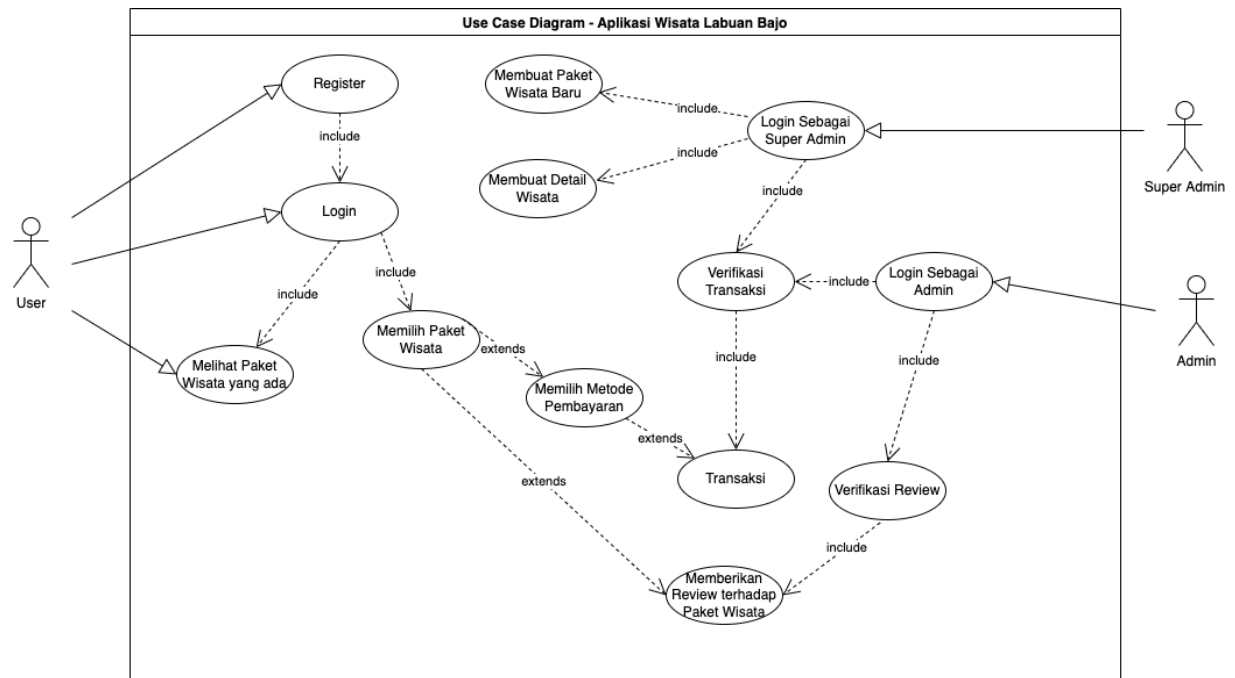 Use Case Diagram - Aplikasi Wisata Labuan Bajo
Register
Membuat Paket
Wisata Baru
include
Login Sebagai
Super Admin
include
include
Membuat Detail
Wisata
include
Super Admin
Login
User
include
include
Verifikasi
Transaksi
include
Login Sebagai
Admin
Admin
Memilih Paket
Wisata
extends
Melihat Paket
Wisata yang ada
include
include
Memilih Metode
Pembayaran
extends
Transaksi
extends
Verifikasi Review
include
Memberikan
Review terhadap
Paket Wisata